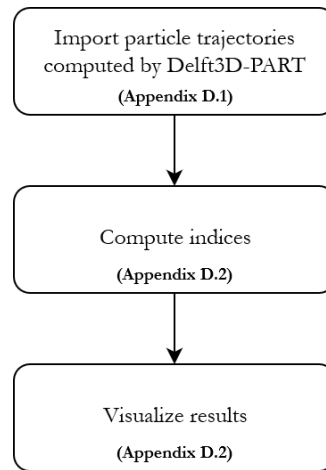 Import particle trajectories
computed by Delft3D-PART
(Appendix D.1)
Compute indices
(Appendix D.2)
Visualize results
(Appendix D.2)